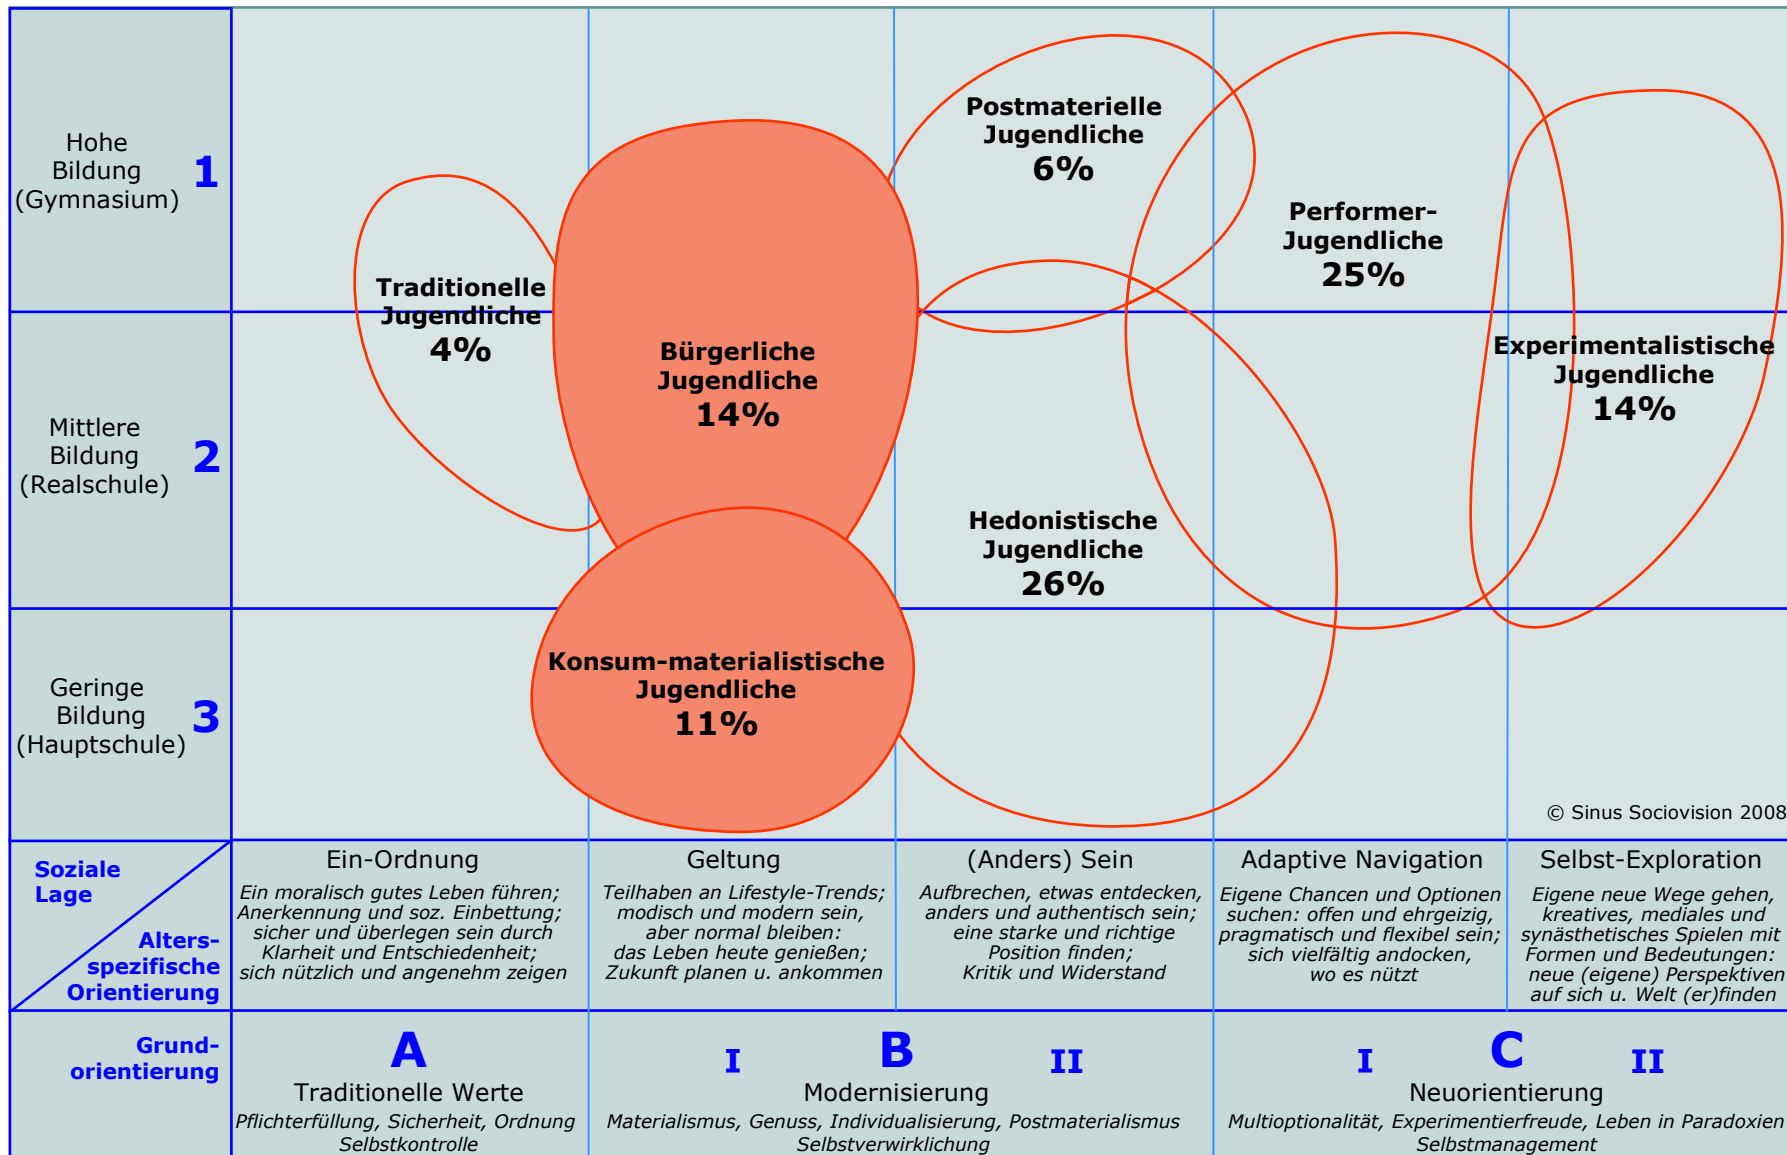 Hohe
Bildung
(Gymnasium)
1
Mittlere
Bildung
(Realschule)
2
Geringe
Bildung
(Hauptschule)
3
Traditionelle
Jugendliche
4%
Bürgerliche
Jugendliche
14%
Konsum-materialistische
Jugendliche
11%
Postmaterielle
Jugendliche
6%
Hedonistische
Jugendliche
26%
Performer-
Jugendliche
25%
Experimentalistische
Jugendliche
14%
© Sinus Sociovision 2008
Soziale
Lage
Alters-
spezifische
Orientierung
Ein-Ordnung
Ein moralisch gutes Leben führen;
Anerkennung und soz. Einbettung;
sicher und überlegen sein durch
Klarheit und Entschiedenheit;
sich nützlich und angenehm zeigen
Geltung
Teilhaben an Lifestyle-Trends;
modisch und modern sein,
aber normal bleiben:
das Leben heute genießen;
Zukunft planen u. ankommen
(Anders) Sein
Aufbrechen, etwas entdecken,
anders und authentisch sein;
eine starke und richtige
Position finden;
Kritik und Widerstand
Adaptive Navigation
Eigene Chancen und Optionen
suchen: offen und ehrgeizig,
pragmatisch und flexibel sein;
sich vielfältig andocken,
wo es nützt
Selbst-Exploration
Eigene neue Wege gehen,
kreatives, mediales und
synästhetisches Spielen mit
Formen und Bedeutungen:
neue (eigene) Perspektiven
auf sich u. Welt (er)finden
Grund-
orientierung
A
Traditionelle Werte
Pflichterfüllung, Sicherheit, Ordnung
Selbstkontrolle
I B II
Modernisierung
Materialismus, Genuss, Individualisierung, Postmaterialismus
Selbstverwirklichung
I C II
Neuorientierung
Multioptionalität, Experimentierfreude, Leben in Paradoxien
Selbstmanagement